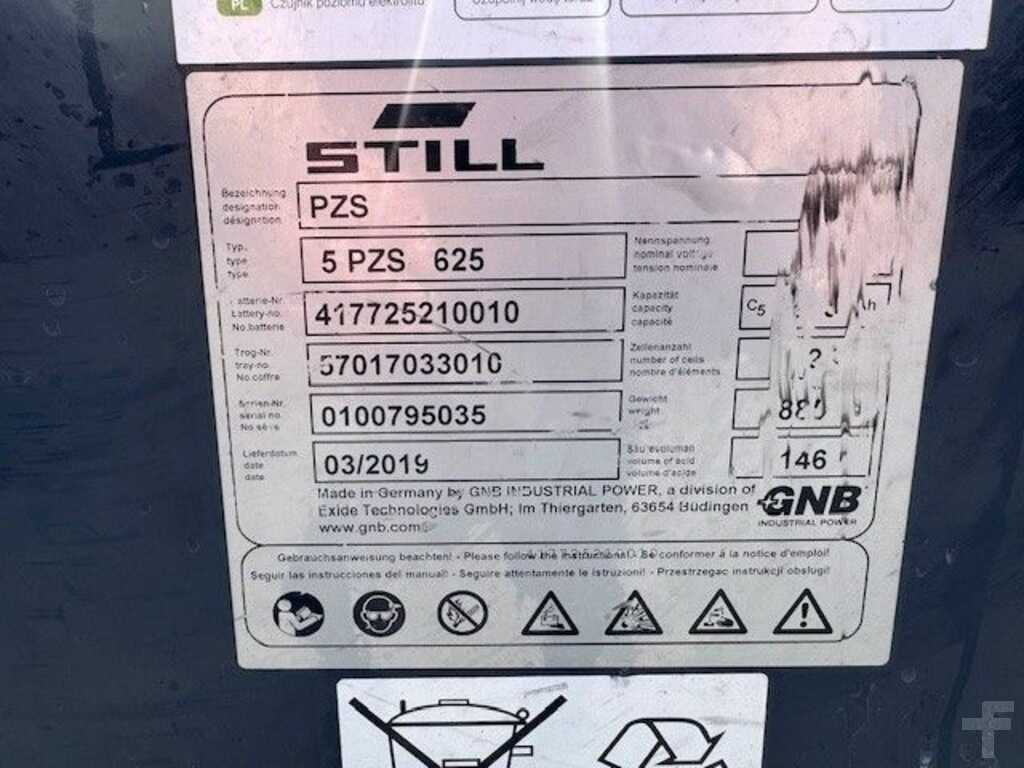 PL Czujnik poziomu elektrolitu
STILL
Bezeichnung
designation
désignation
PZS
Typ.
type
type
5 PZS 625
Nennspannung
nominal voltage
tension nominale
Batterie-Nr.
battery-no.
No.batterie
417725210010
Kapazität
capacity
capacité
C5
Ah
Trog-Nr.
tray-no.
No.coffre
57017033010
Zellenanzahl
number of cells
nombre d'éléments
Serien-Nr.
serial no.
0100795035
Gewicht
weight
Lieferdatum
date
date
03/2019
volume of acid
volume d'acide
146
Made in Germany by GNB INDUSTRIAL POWER, a division of
Exide Technologies GmbH; Im Thiergarten, 63654 Büdingen
www.gnb.com
GNB
INDUSTRIAL POWER
Gebrauchsanweisung beachten! - Please follow the instructions! - Se conformer à la notice d'emploi!
Seguir las instrucciones del manual! - Seguire attentamente le istruzioni! - Przestrzegac instrukcji obslugi!